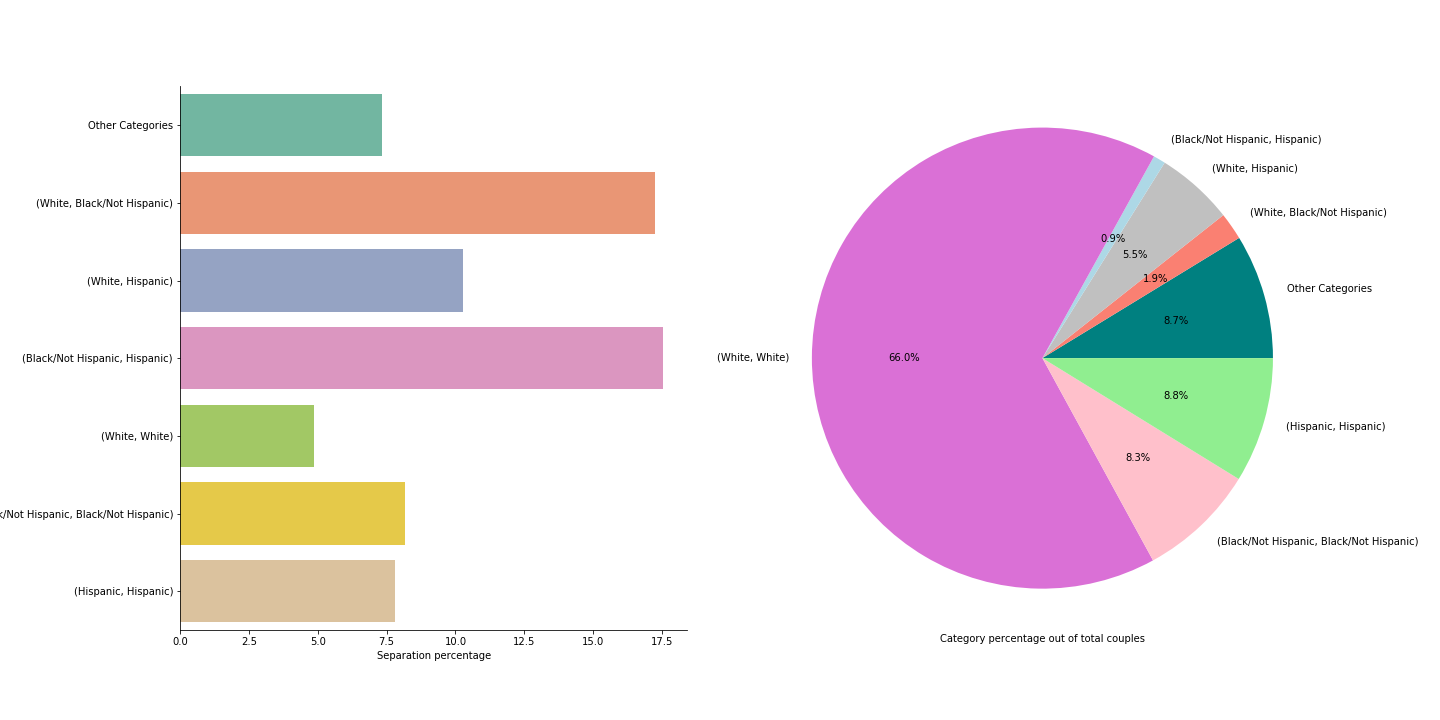 Other Categories
(White, Black/Not Hispanic)
(White, Hispanic)
(Black/Not Hispanic, Hispanic)
(White, White)
k/Not Hispanic, Black/Not Hispanic)
(Hispanic, Hispanic)
0.0 2.5 5.0 7.5 10.0 12.5 15.0 17.5
Separation percentage
(Black/Not Hispanic, Hispanic)
(White, Hispanic)
(White, Black/Not Hispanic)
0.9%
5.5%
1.9%
Other Categories
8.7%
(White, White)
66.0%
8.8%
(Hispanic, Hispanic)
8.3%
(Black/Not Hispanic, Black/Not Hispanic)
Category percentage out of total couples